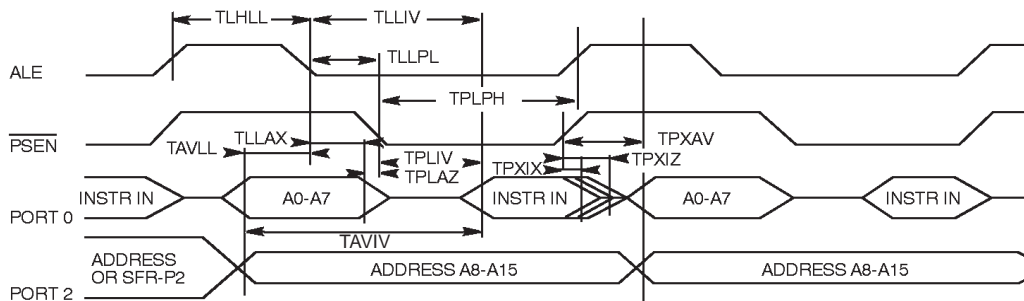 TLHLL
TLLIV
TLLPL
ALE
TPLPH
PSEN
TLLAX
TAVLL
TPLIV
TPLAZ
TPXAV
TPXIZ
TPXIX
INSTR IN
A0-A7
INSTR IN
A0-A7
INSTR IN
PORT 0
TAVIV
ADDRESS
OR SFR-P2
ADDRESS A8-A15
ADDRESS A8-A15
PORT 2